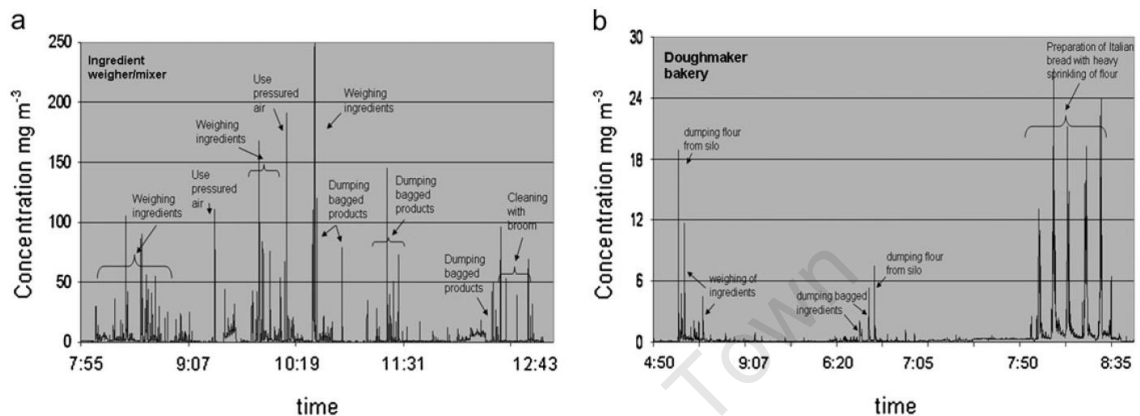 a
Ingredient
weigher/mixer
250
200
150
100
50
0
Concentration mg m⁻³
Weighing
ingredients
Use
pressured
air
Weighing
ingredients
Use
pressured
air
Weighing
ingredients
Dumping
bagged
products
Dumping
bagged
products
Dumping
bagged
products
Cleaning
with
broom
7:55 9:07 10:19 11:31 12:43
time
b
Doughmaker
bakery
30
24
18
12
6
0
Concentration mg m⁻³
dumping flour
from silo
weighing of
ingredients
dumping bagged
ingredients
dumping flour
from silo
Preparation of Italian
bread with heavy
sprinkling of flour
4:50 9:07 6:20 7:05 7:50 8:35
time
Town